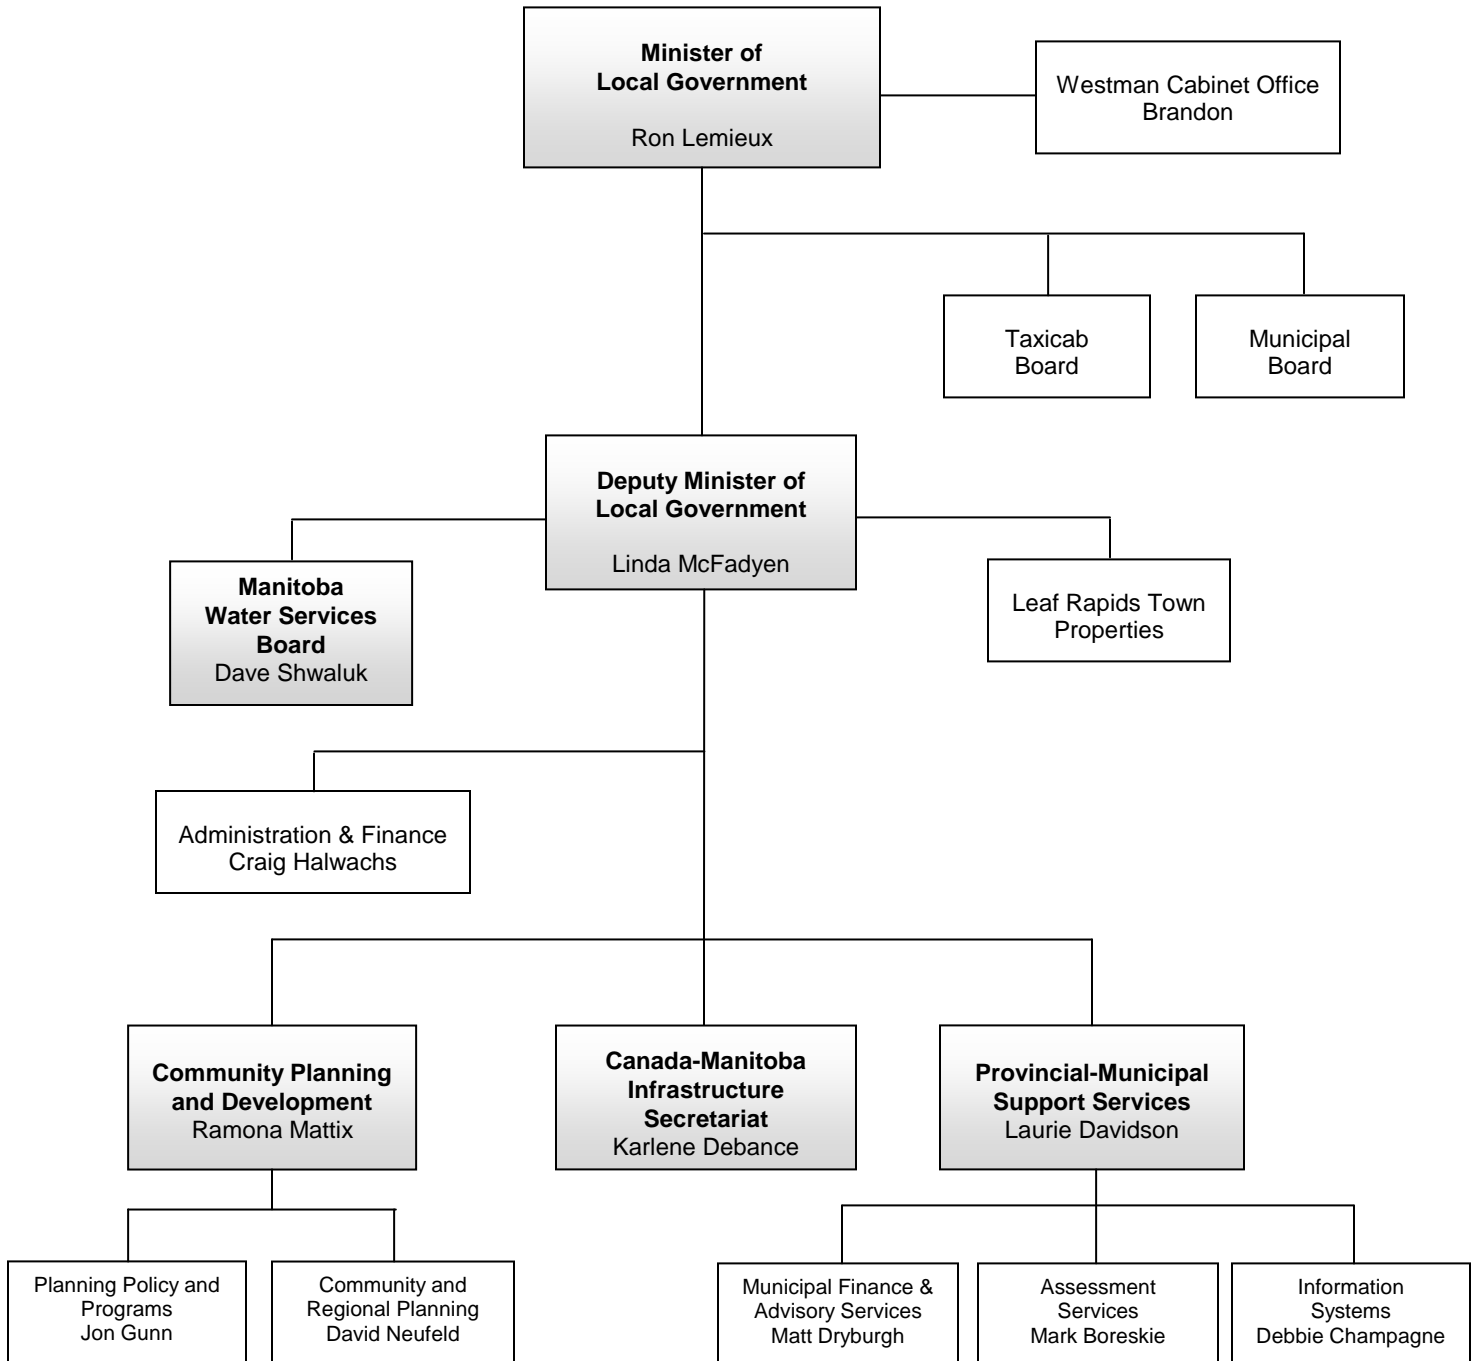 Minister of
Local Government
Ron Lemieux
Westman Cabinet Office
Brandon
Taxicab
Board
Municipal
Board
Deputy Minister of
Local Government
Linda McFadyen
Manitoba
Water Services
Board
Dave Shwaluk
Leaf Rapids Town
Properties
Administration & Finance
Craig Halwachs
Community Planning
and Development
Ramona Mattix
Canada-Manitoba
Infrastructure
Secretariat
Karlene Debance
Provincial-Municipal
Support Services
Laurie Davidson
Planning Policy and
Programs
Jon Gunn
Community and
Regional Planning
David Neufeld
Municipal Finance &
Advisory Services
Matt Dryburgh
Assessment
Services
Mark Boreskie
Information
Systems
Debbie Champagne